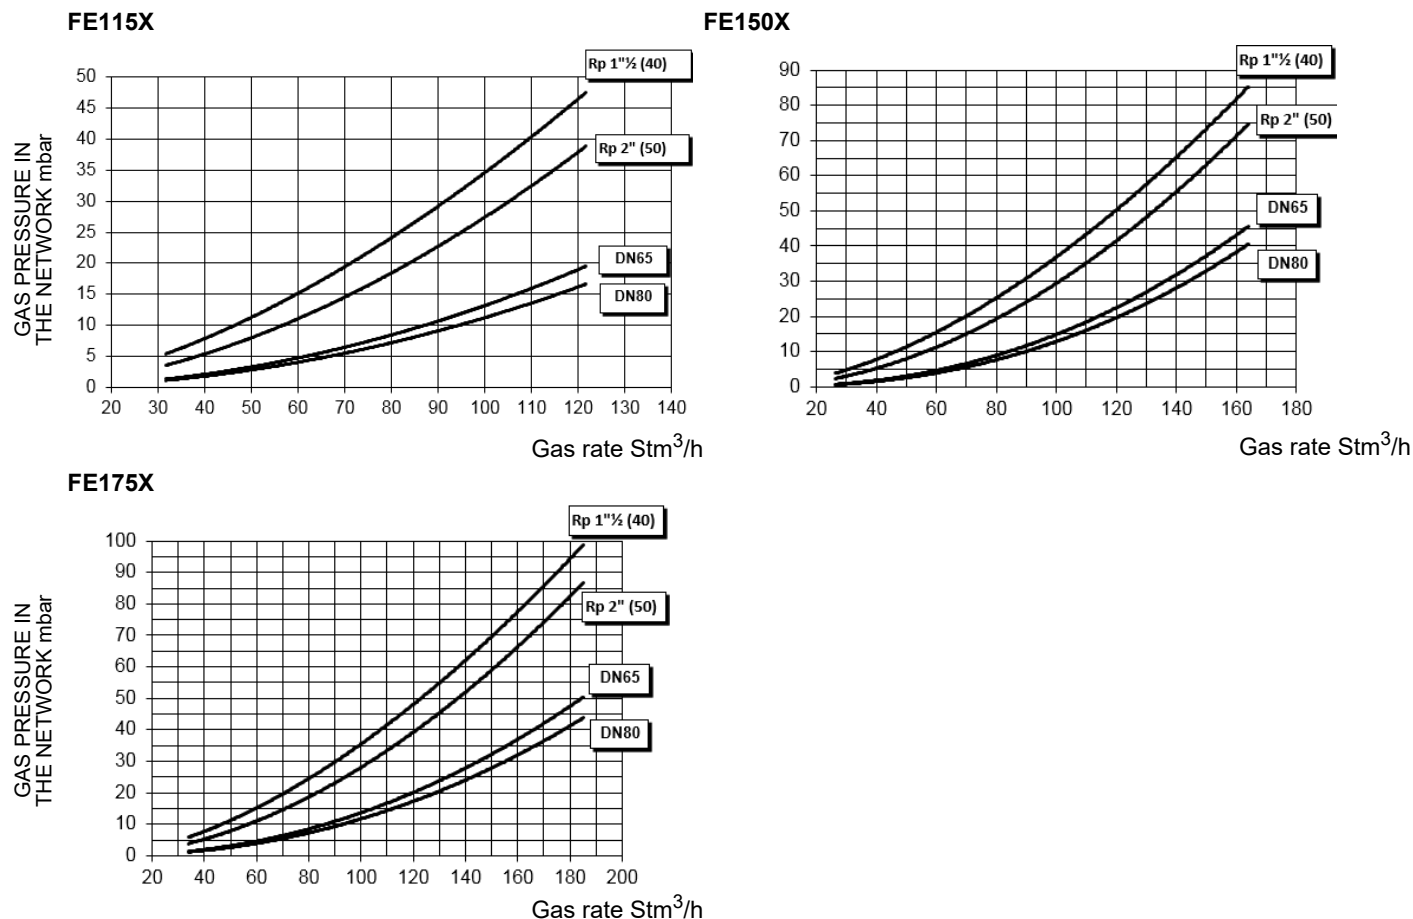 FE115X
GAS PRESSURE IN
THE NETWORK mbar
50
45
40
35
30
25
20
15
10
5
0
20 30 40 50 60 70 80 90 100 110 120 130 140
Rp 1"½ (40)
Rp 2" (50)
DN65
DN80
Gas rate Stm³/h
FE150X
90
80
70
60
50
40
30
20
10
0
20 40 60 80 100 120 140 160 180
Rp 1"½ (40)
Rp 2" (50)
DN65
DN80
Gas rate Stm³/h
FE175X
GAS PRESSURE IN
THE NETWORK mbar
100
90
80
70
60
50
40
30
20
10
0
20 40 60 80 100 120 140 160 180 200
Rp 1"½ (40)
Rp 2" (50)
DN65
DN80
Gas rate Stm³/h